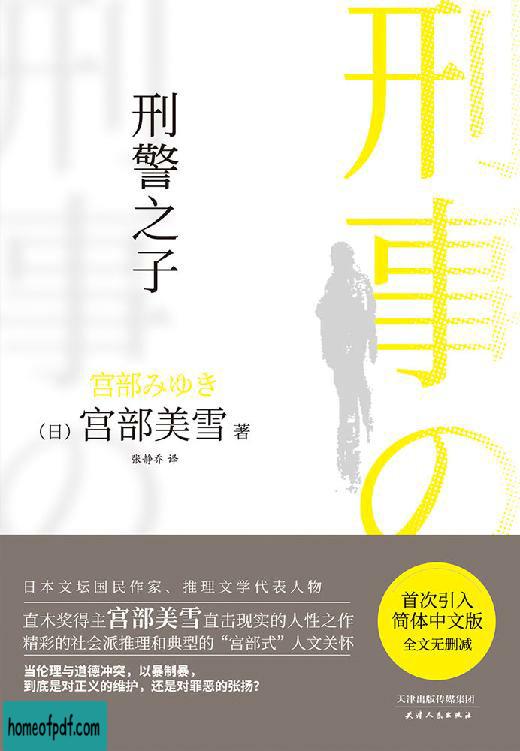 刑事の
刑事の
刑警之子
宫部みゆき
（日）宫部美雪 著
张静乔 译
日本文坛国民作家、推理文学代表人物
直木奖得主宫部美雪直击现实的人性之作
精彩的社会派推理和典型的“宫部式”人文关怀
当伦理与道德冲突，以暴制暴，
到底是对正义的维护，还是对罪恶的张扬？
首次引入
简体中文版
全文无删减
天津出版传媒集团
天津人民出版社
homeofpdf.com